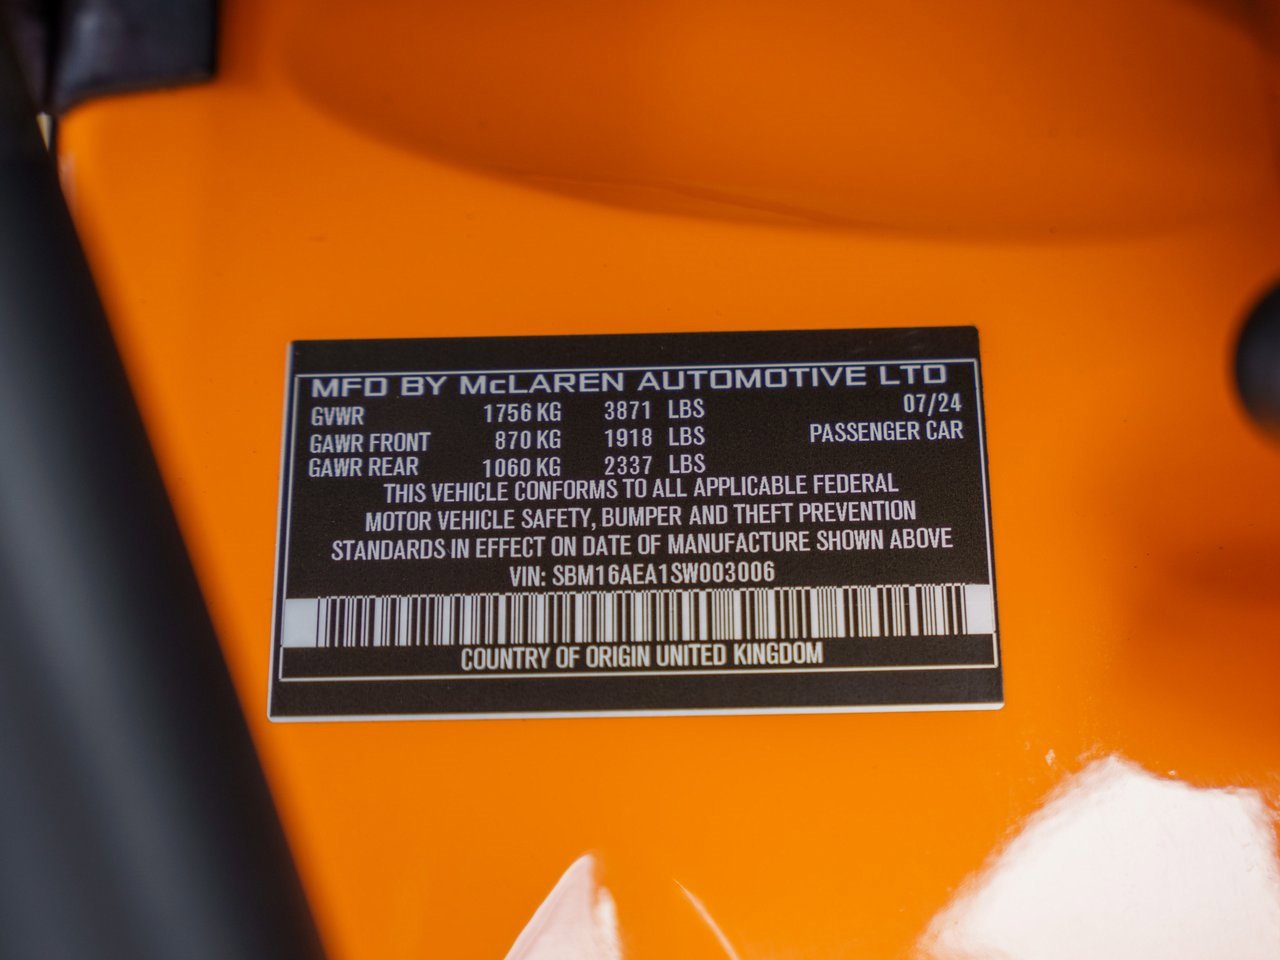 MFD BY McLAREN AUTOMOTIVE LTD
GVWR 1756 KG 3871 LBS 07/24
GAWR FRONT 870 KG 1918 LBS PASSENGER CAR
GAWR REAR 1060 KG 2337 LBS
THIS VEHICLE CONFORMS TO ALL APPLICABLE FEDERAL
MOTOR VEHICLE SAFETY, BUMPER AND THEFT PREVENTION
STANDARDS IN EFFECT ON DATE OF MANUFACTURE SHOWN ABOVE
VIN: SBM16AEA1SW003006
COUNTRY OF ORIGIN UNITED KINGDOM